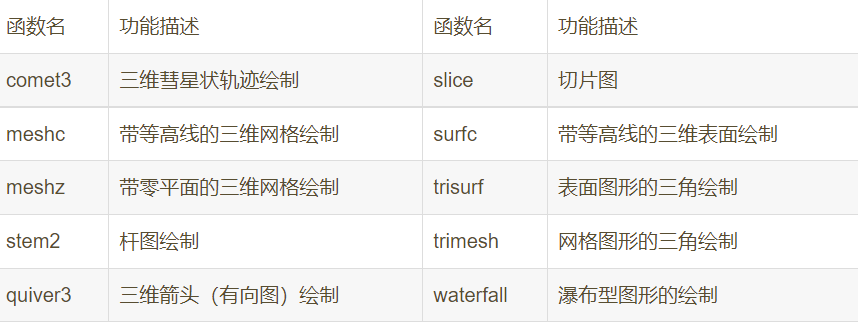 函数名 功能描述 函数名 功能描述
comet3 三维彗星状轨迹绘制 slice 切片图
meshc 带等高线的三维网格绘制 surfc 带等高线的三维表面绘制
meshz 带零平面的三维网格绘制 trisurf 表面图形的三角绘制
stem2 杆图绘制 trimesh 网格图形的三角绘制
quiver3 三维箭头（有向图）绘制 waterfall 瀑布型图形的绘制